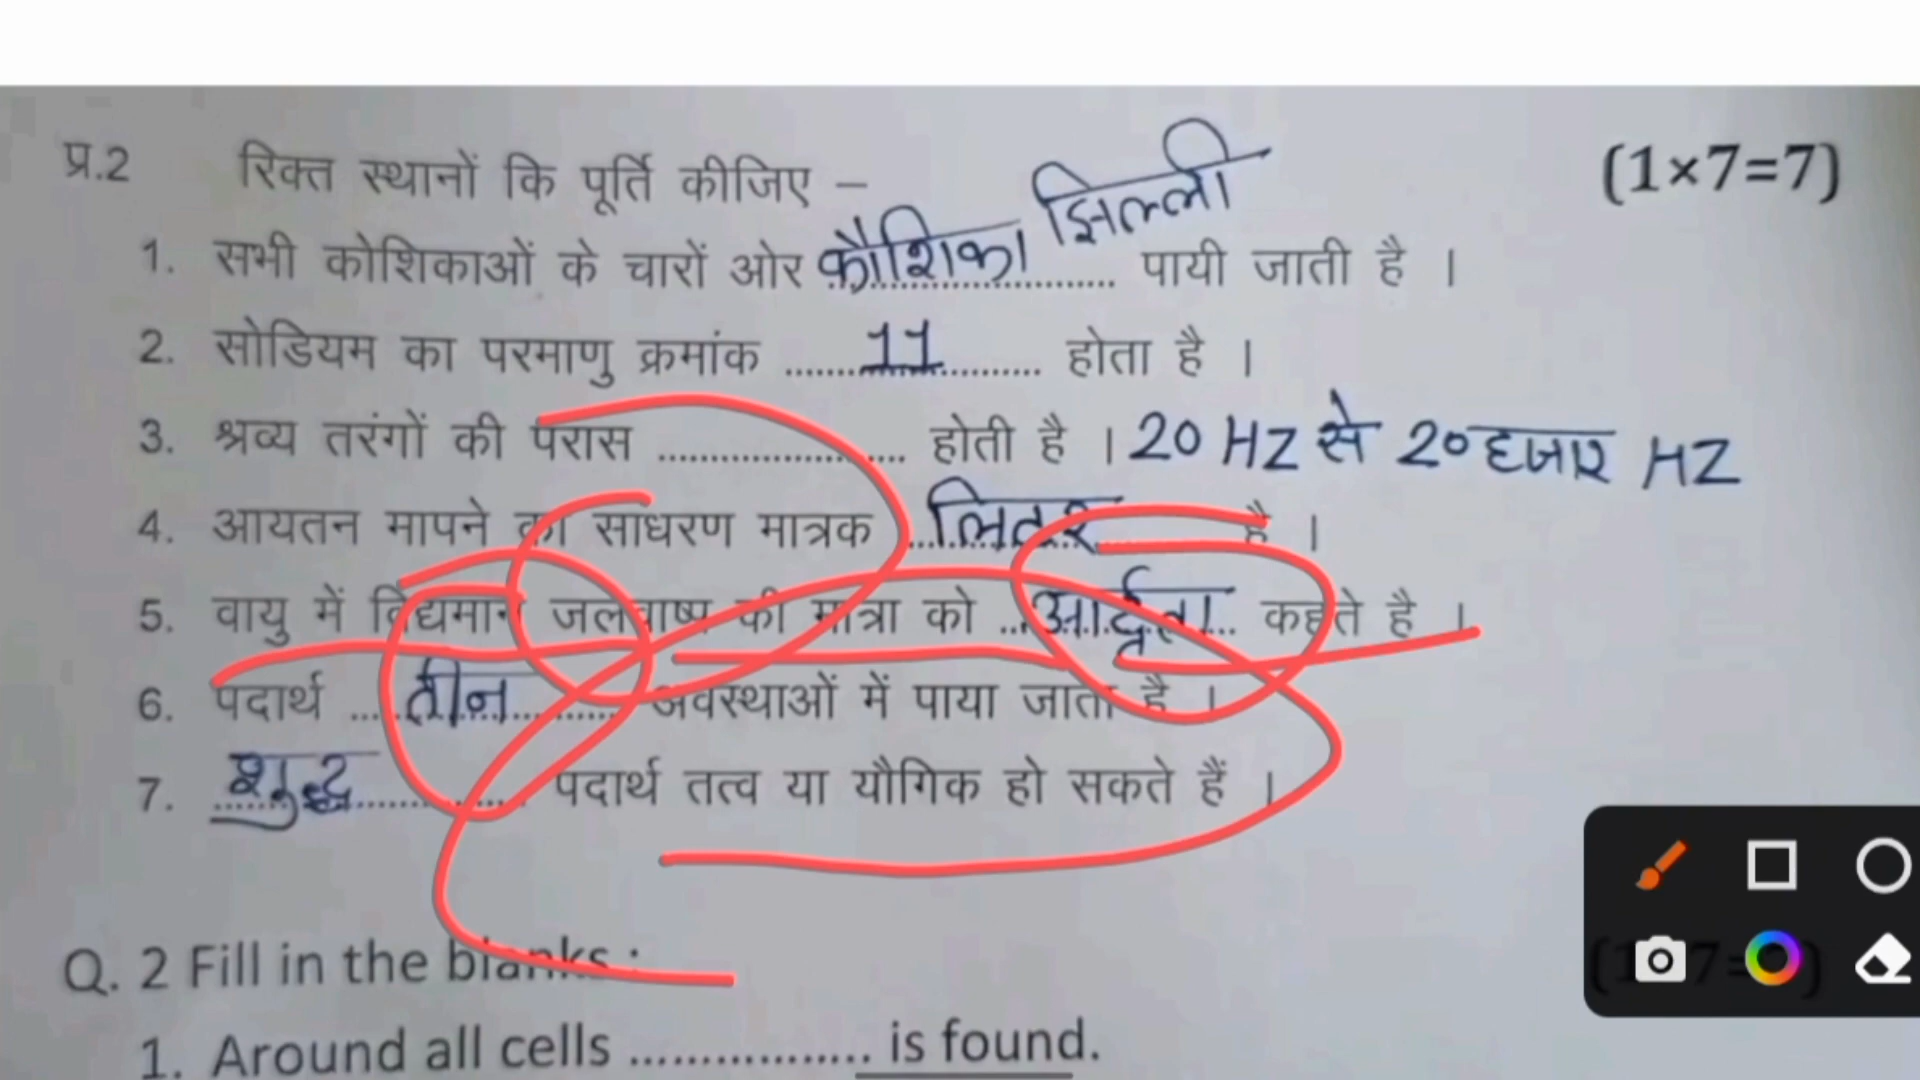 प्र.2 रिक्त स्थानों कि पूर्ति कीजिए – (1×7=7)
1. सभी कोशिकाओं के चारों ओर कौशिका झिल्ली पायी जाती है ।
2. सोडियम का परमाणु क्रमांक ....11.... होता है ।
3. श्रव्य तरंगों की परास .................... होती है । 20 HZ से 20 हजार HZ
4. आयतन मापने का साधरण मात्रक लिटर है ।
5. वायु में विद्यमान जलवाष्प की मात्रा को ...आर्द्रता... कहते है ।
6. पदार्थ ....तीन.... अवस्थाओं में पाया जाता है ।
7. शुद्ध ........ पदार्थ तत्व या यौगिक हो सकते हैं ।
Q. 2 Fill in the blanks :
1. Around all cells ................. is found.